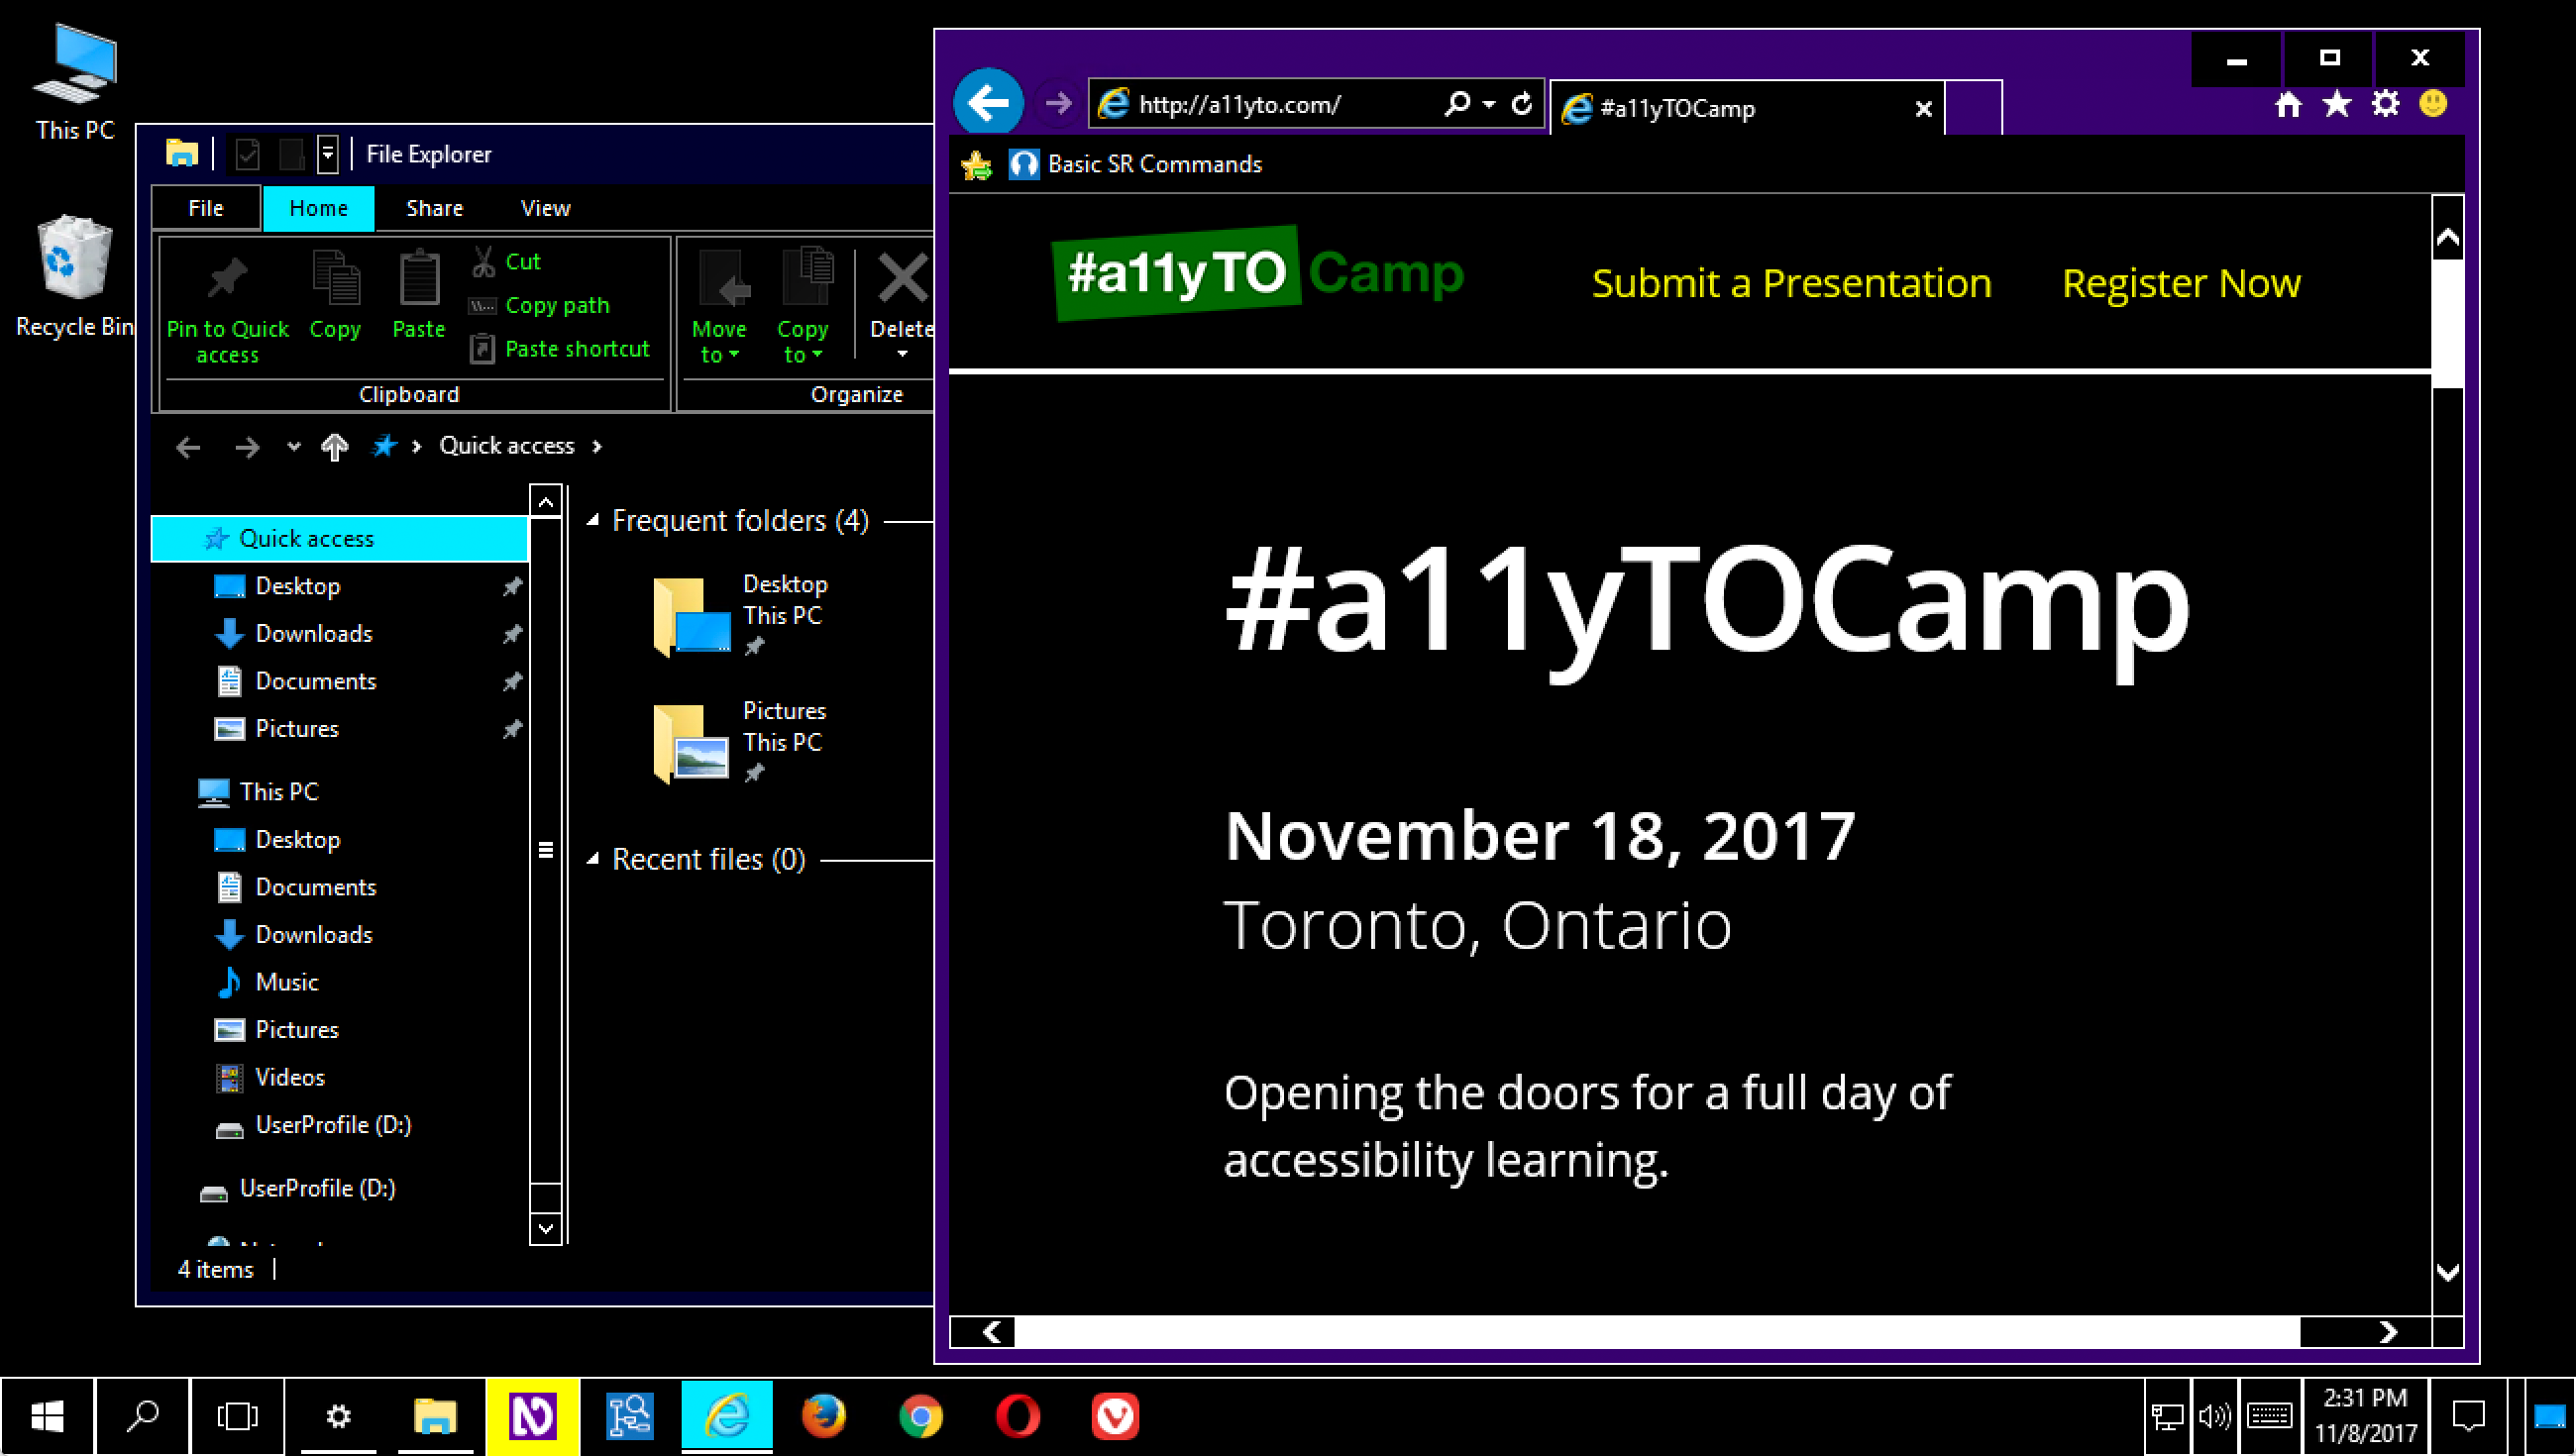 This PC
Recycle Bin
File Explorer
File Home Share View
Pin to Quick access
Copy
Paste
Cut
Copy path
Paste shortcut
Clipboard
Move to
Copy to
Delete
Organize
Quick access
Quick access
Desktop
Downloads
Documents
Pictures
This PC
Desktop
Documents
Downloads
Music
Pictures
Videos
UserProfile (D:)
UserProfile (D:)
4 items
Frequent folders (4)
Desktop
This PC
Pictures
This PC
Recent files (0)
http://a11yto.com/
#a11yTOCamp
Basic SR Commands
#a11yTO Camp
Submit a Presentation
Register Now
#a11yTOCamp
November 18, 2017
Toronto, Ontario
Opening the doors for a full day of
accessibility learning.
2:31 PM
11/8/2017